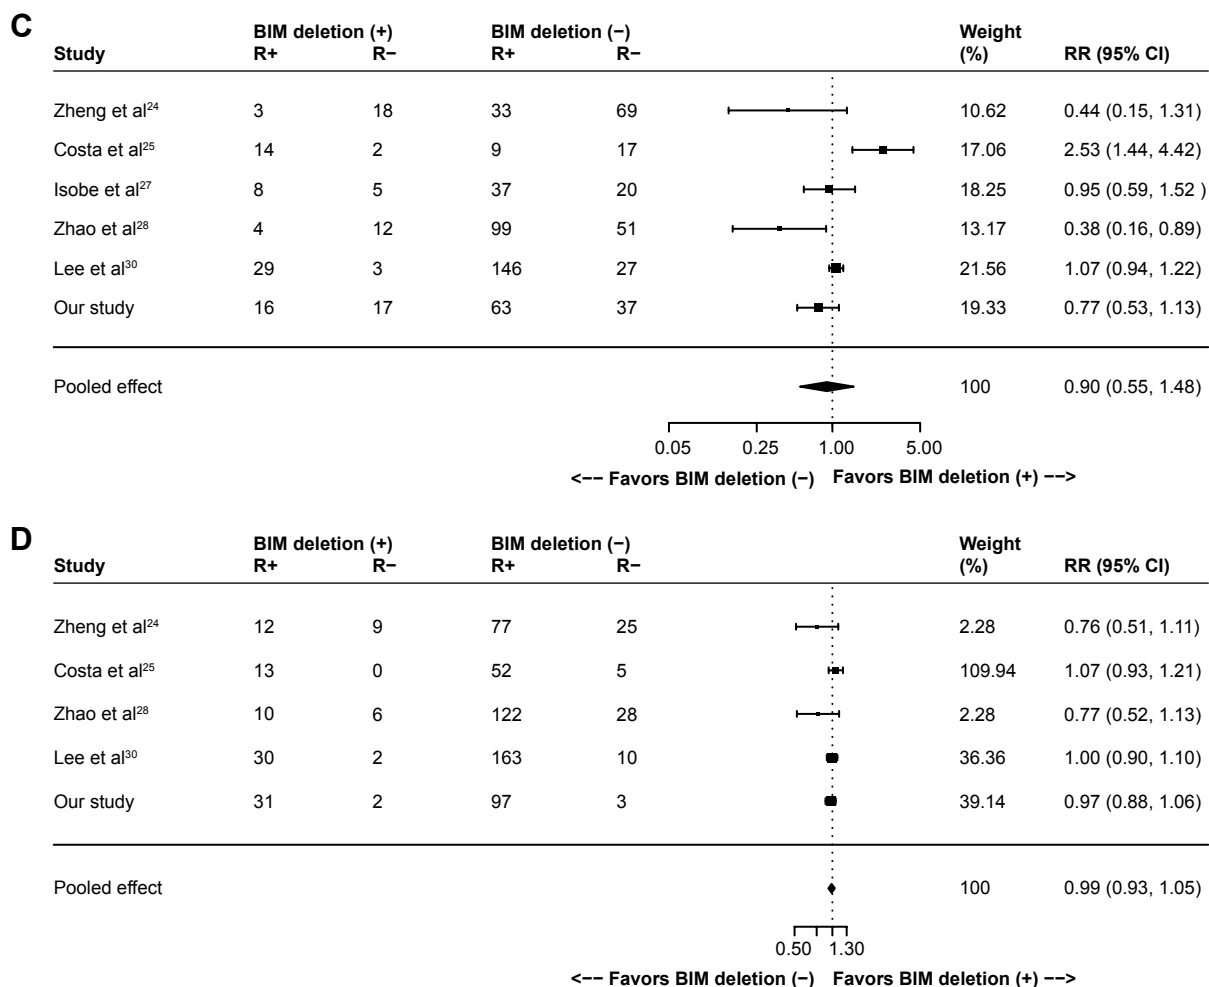 C
BIM deletion (+) BIM deletion (−) Weight
Study R+ R− R+ R− (%) RR (95% CI)
Zheng et al24 3 18 33 69 10.62 0.44 (0.15, 1.31)
Costa et al25 14 2 9 17 17.06 2.53 (1.44, 4.42)
Isobe et al27 8 5 37 20 18.25 0.95 (0.59, 1.52 )
Zhao et al28 4 12 99 51 13.17 0.38 (0.16, 0.89)
Lee et al30 29 3 146 27 21.56 1.07 (0.94, 1.22)
Our study 16 17 63 37 19.33 0.77 (0.53, 1.13)
Pooled effect 100 0.90 (0.55, 1.48)
0.05 0.25 1.00 5.00
<−− Favors BIM deletion (−) Favors BIM deletion (+) −−>
D
BIM deletion (+) BIM deletion (−) Weight
Study R+ R− R+ R− (%) RR (95% CI)
Zheng et al24 12 9 77 25 2.28 0.76 (0.51, 1.11)
Costa et al25 13 0 52 5 109.94 1.07 (0.93, 1.21)
Zhao et al28 10 6 122 28 2.28 0.77 (0.52, 1.13)
Lee et al30 30 2 163 10 36.36 1.00 (0.90, 1.10)
Our study 31 2 97 3 39.14 0.97 (0.88, 1.06)
Pooled effect 100 0.99 (0.93, 1.05)
0.50 1.30
<−− Favors BIM deletion (−) Favors BIM deletion (+) −−>